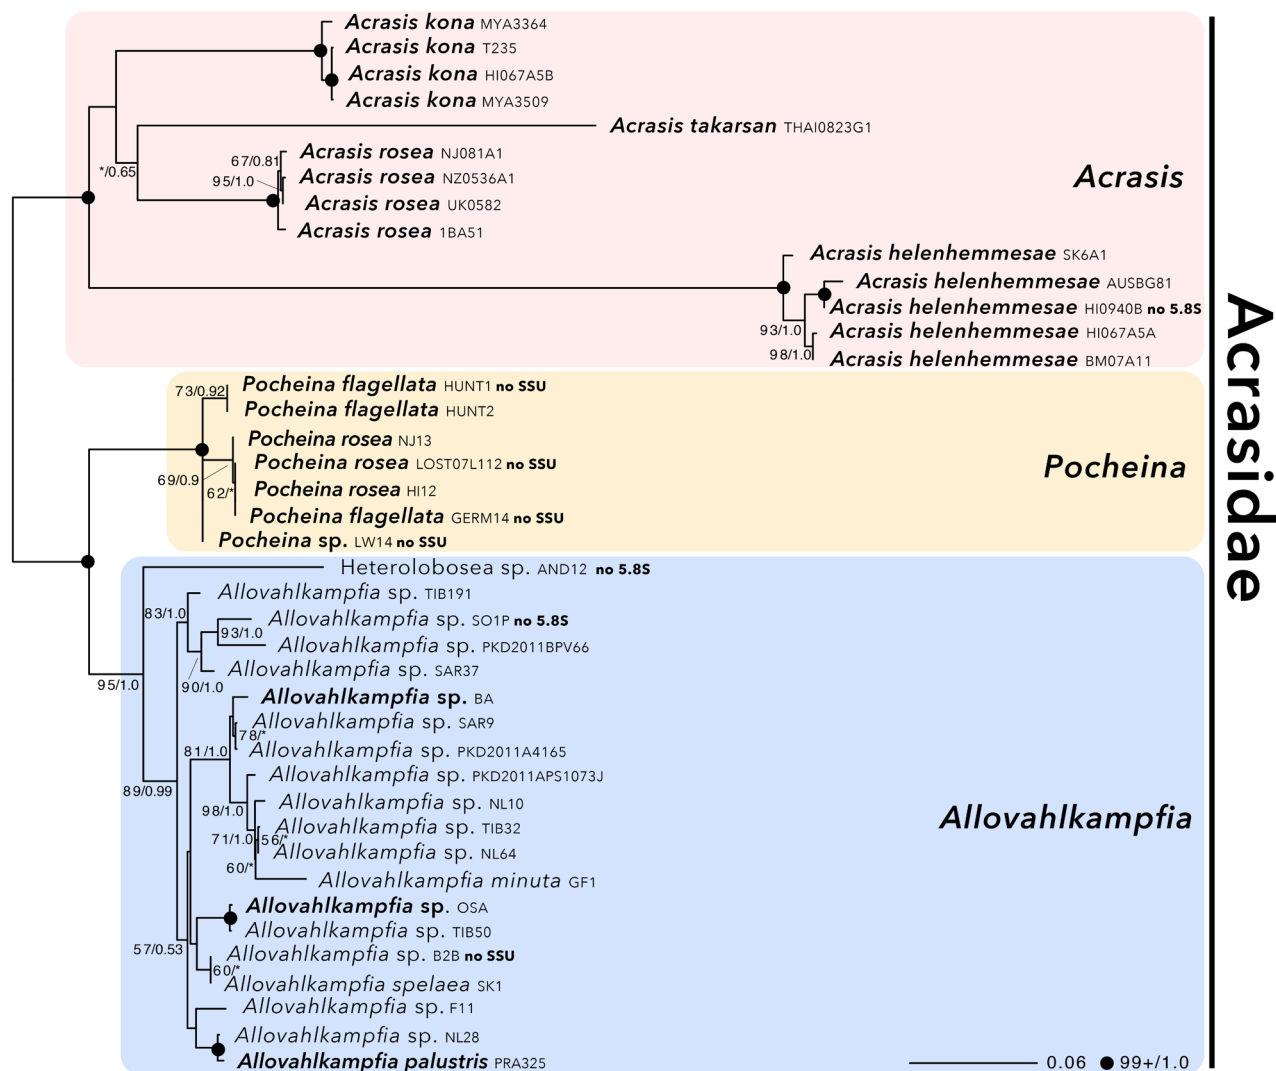 Acrasis kona MYA3364
Acrasis kona T235
Acrasis kona HI067A5B
Acrasis kona MYA3509
Acrasis takarsan THAI0823G1
*/0.65
67/0.81
Acrasis rosea NJ081A1
95/1.0
Acrasis rosea NZ0536A1
Acrasis rosea UK0582
Acrasis rosea 1BA51
Acrasis
Acrasis helenhemmesae SK6A1
Acrasis helenhemmesae AUSBG81
Acrasis helenhemmesae HI0940B no 5.8S
93/1.0
Acrasis helenhemmesae HI067A5A
98/1.0
Acrasis helenhemmesae BM07A11
Acrasidae
73/0.92
Pocheina flagellata HUNT1 no SSU
Pocheina flagellata HUNT2
Pocheina rosea NJ13
Pocheina rosea LOST07L112 no SSU
69/0.9
62/*
Pocheina rosea HI12
Pocheina flagellata GERM14 no SSU
Pocheina sp. LW14 no SSU
Pocheina
Heterolobosea sp. AND12 no 5.8S
Allovahlkampfia sp. TIB191
83/1.0
Allovahlkampfia sp. SO1P no 5.8S
93/1.0
Allovahlkampfia sp. PKD2011BPV66
Allovahlkampfia sp. SAR37
90/1.0
95/1.0
Allovahlkampfia sp. BA
Allovahlkampfia sp. SAR9
78/*
81/1.0
Allovahlkampfia sp. PKD2011A4165
Allovahlkampfia sp. PKD2011APS1073J
89/0.99
98/1.0
Allovahlkampfia sp. NL10
Allovahlkampfia sp. TIB32
71/1.0
56/*
Allovahlkampfia sp. NL64
60/*
Allovahlkampfia minuta GF1
Allovahlkampfia
Allovahlkampfia sp. OSA
Allovahlkampfia sp. TIB50
57/0.53
Allovahlkampfia sp. B2B no SSU
60/*
Allovahlkampfia spelaea SK1
Allovahlkampfia sp. F11
Allovahlkampfia sp. NL28
Allovahlkampfia palustris PRA325
0.06
99+/1.0